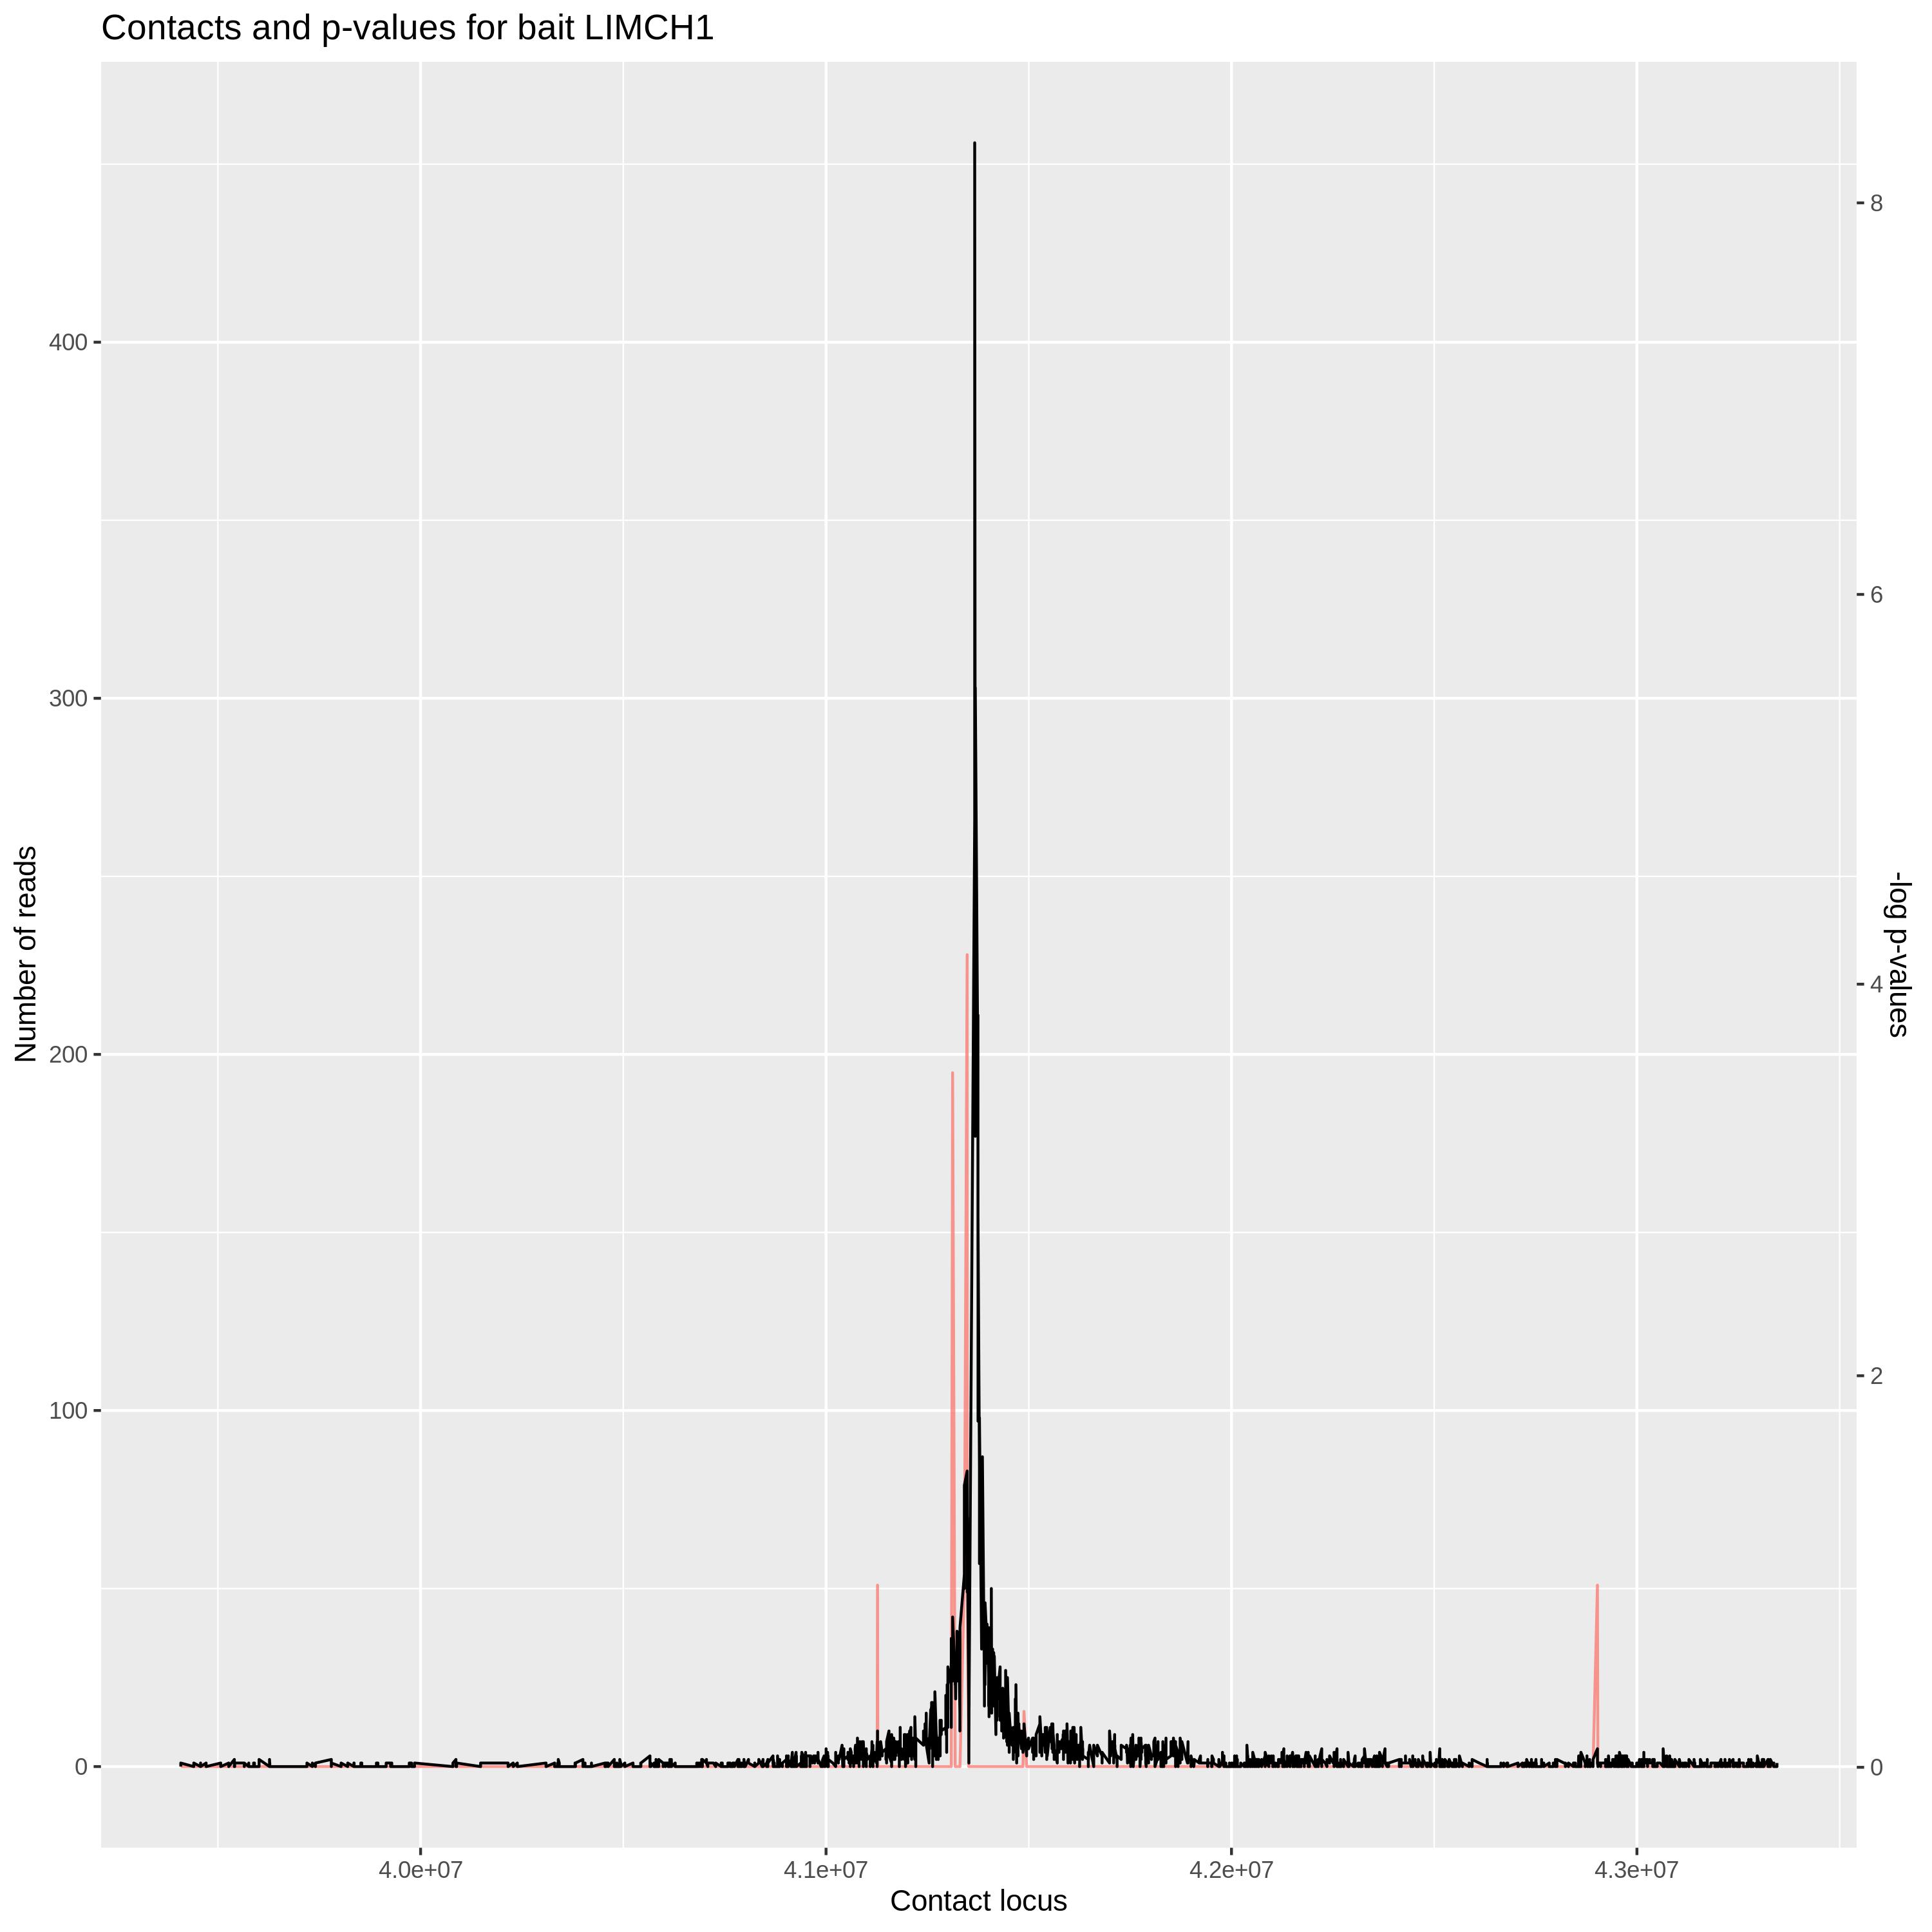 Contacts and p-values for bait LIMCH1
Number of reads
400
300
200
100
0
8
6
4
2
0
-log p-values
4.0e+07
4.1e+07
4.2e+07
4.3e+07
Contact locus